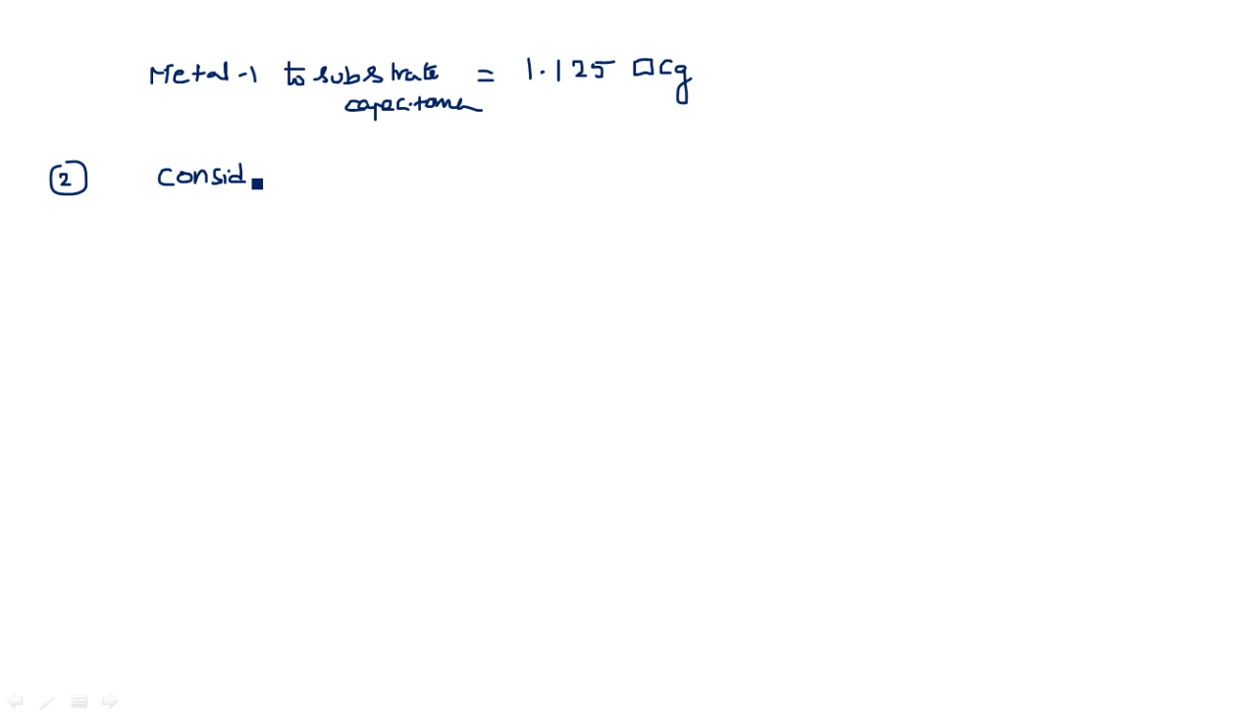 Metal-1 to substrate = 1.125 □Cg
capacitance
② Consid